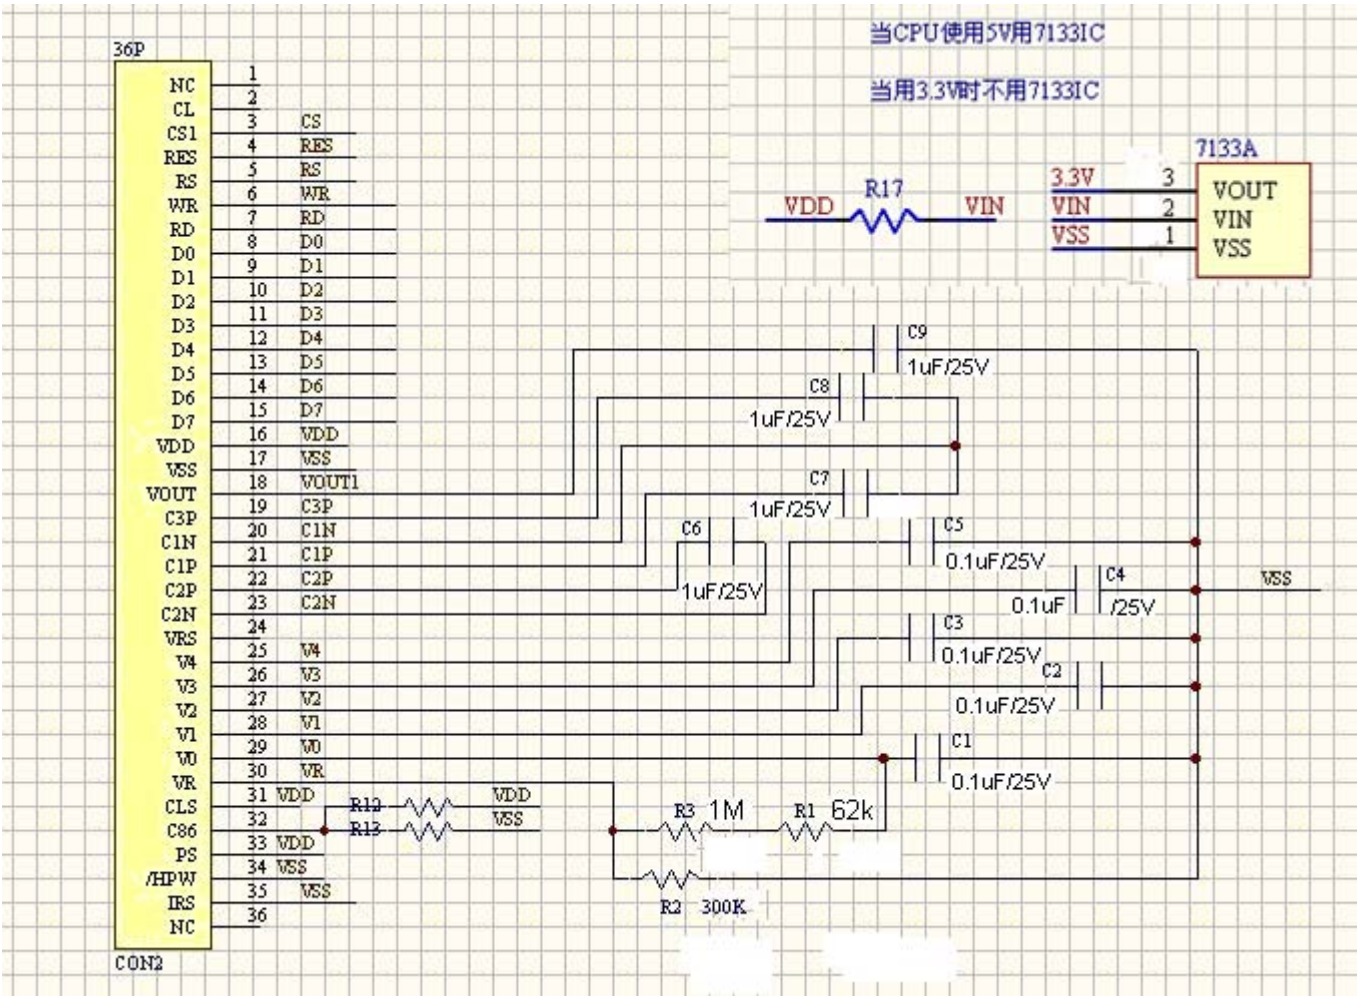 36P
当CPU使用5V用7133IC
当用3.3V时不用7133IC
7133A
3.3V 3 VOUT
VDD R17 VIN
VIN 2 VIN
VSS 1 VSS
NC 1
CL 2
CS1 3 CS
RES 4 RES
RS 5 RS
WR 6 WR
RD 7 RD
D0 8 D0
D1 9 D1
D2 10 D2
D3 11 D3
D4 12 D4
D5 13 D5
D6 14 D6
D7 15 D7
VDD 16 VDD
VSS 17 VSS
VOUT 18 VOUT1
C3P 19 C3P
C1N 20 C1N
C1P 21 C1P
C2P 22 C2P
C2N 23 C2N
VRS 24
V4 25 V4
V3 26 V3
V2 27 V2
V1 28 V1
V0 29 V0
VR 30 VR
CLS 31 VDD
C86 32
PS 33 VDD
/HPW 34 VSS
IRS 35 VSS
NC 36
CON2
R12 VDD
R13 VSS
C9
1uF/25V
C8
1uF/25V
C7
1uF/25V
C6
1uF/25V
C5
0.1uF/25V
C4
0.1uF /25V
VSS
C3
0.1uF/25V
C2
0.1uF/25V
C1
0.1uF/25V
R3 1M R1 62k
R2 300K